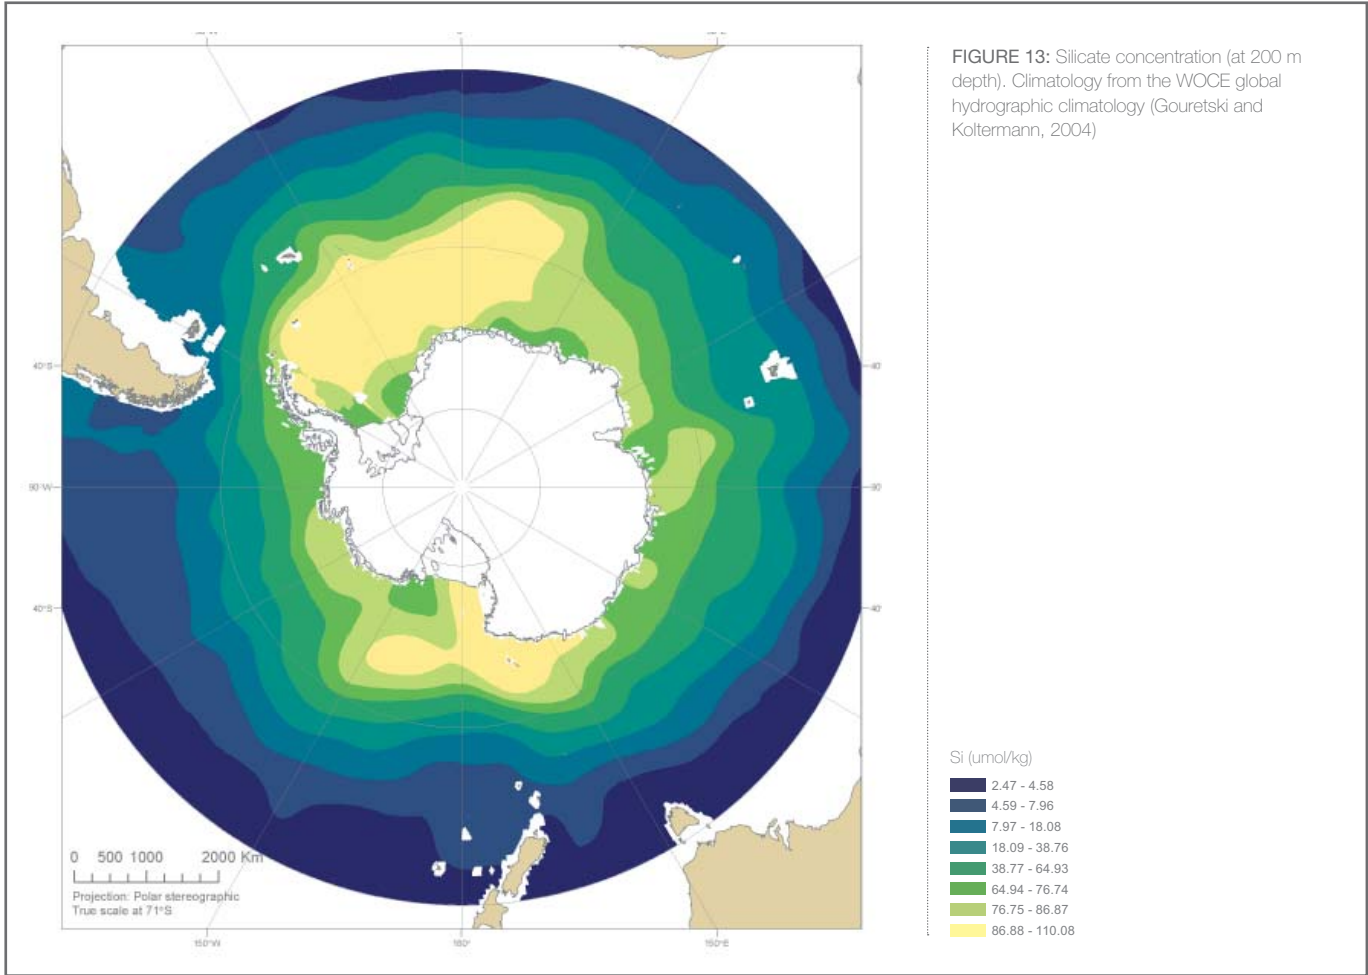 FIGURE 13: Silicate concentration (at 200 m
depth). Climatology from the WOCE global
hydrographic climatology (Gouretski and
Koltermann, 2004)
40°S
40°
90°W
90°
40°S
40°
Si (umol/kg)
2.47 - 4.58
4.59 - 7.96
7.97 - 18.08
18.09 - 38.76
38.77 - 64.93
64.94 - 76.74
76.75 - 86.87
86.88 - 110.08
0 500 1000 2000 Km
Projection: Polar stereographic
True scale at 71°S
150°W
180°
150°E